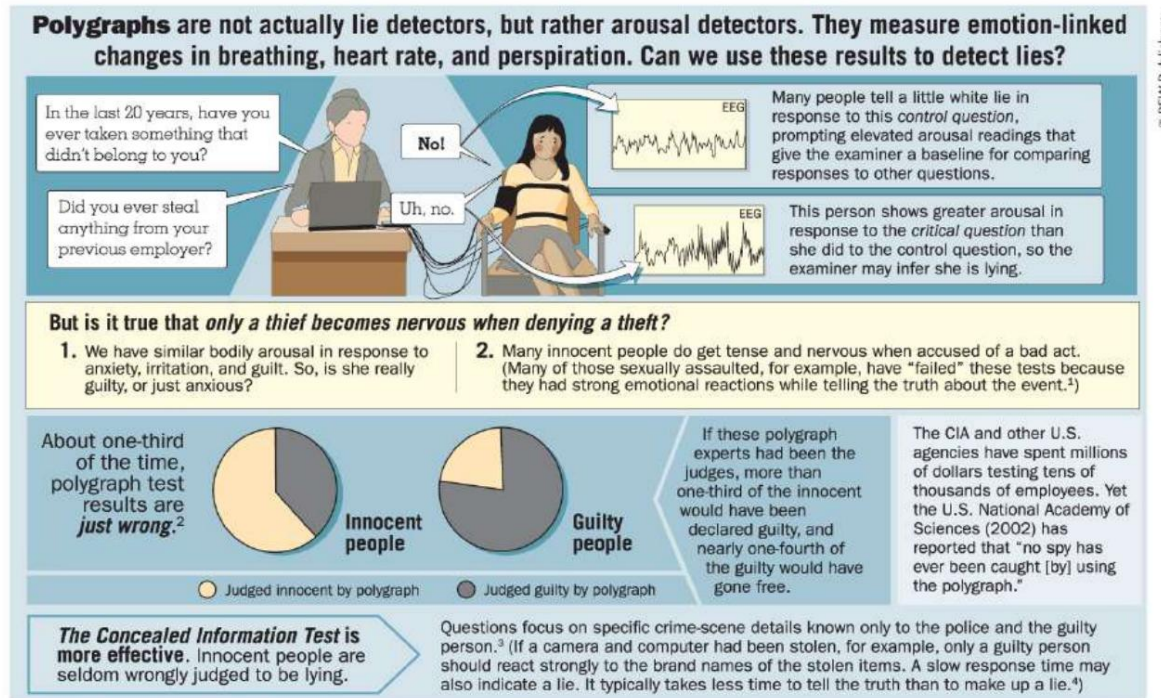 Polygraphs are not actually lie detectors, but rather arousal detectors. They measure emotion-linked
changes in breathing, heart rate, and perspiration. Can we use these results to detect lies?
In the last 20 years, have you
ever taken something that
didn't belong to you?
No!
EEG
Many people tell a little white lie in
response to this control question,
prompting elevated arousal readings that
give the examiner a baseline for comparing
responses to other questions.
Did you ever steal
anything from your
previous employer?
Uh, no.
EEG
This person shows greater arousal in
response to the critical question than
she did to the control question, so the
examiner may infer she is lying.
But is it true that only a thief becomes nervous when denying a theft?
1. We have similar bodily arousal in response to
anxiety, irritation, and guilt. So, is she really
guilty, or just anxious?
2. Many innocent people do get tense and nervous when accused of a bad act.
(Many of those sexually assaulted, for example, have "failed" these tests because
they had strong emotional reactions while telling the truth about the event.¹)
About one-third
of the time,
polygraph test
results are
just wrong.²
Innocent
people
Guilty
people
Judged innocent by polygraph
Judged guilty by polygraph
If these polygraph
experts had been the
judges, more than
one-third of the innocent
would have been
declared guilty, and
nearly one-fourth of
the guilty would have
gone free.
The CIA and other U.S.
agencies have spent millions
of dollars testing tens of
thousands of employees. Yet
the U.S. National Academy of
Sciences (2002) has
reported that "no spy has
ever been caught [by] using
the polygraph."
The Concealed Information Test is
more effective. Innocent people are
seldom wrongly judged to be lying.
Questions focus on specific crime-scene details known only to the police and the guilty
person.³ (If a camera and computer had been stolen, for example, only a guilty person
should react strongly to the brand names of the stolen items. A slow response time may
also indicate a lie. It typically takes less time to tell the truth than to make up a lie.⁴)